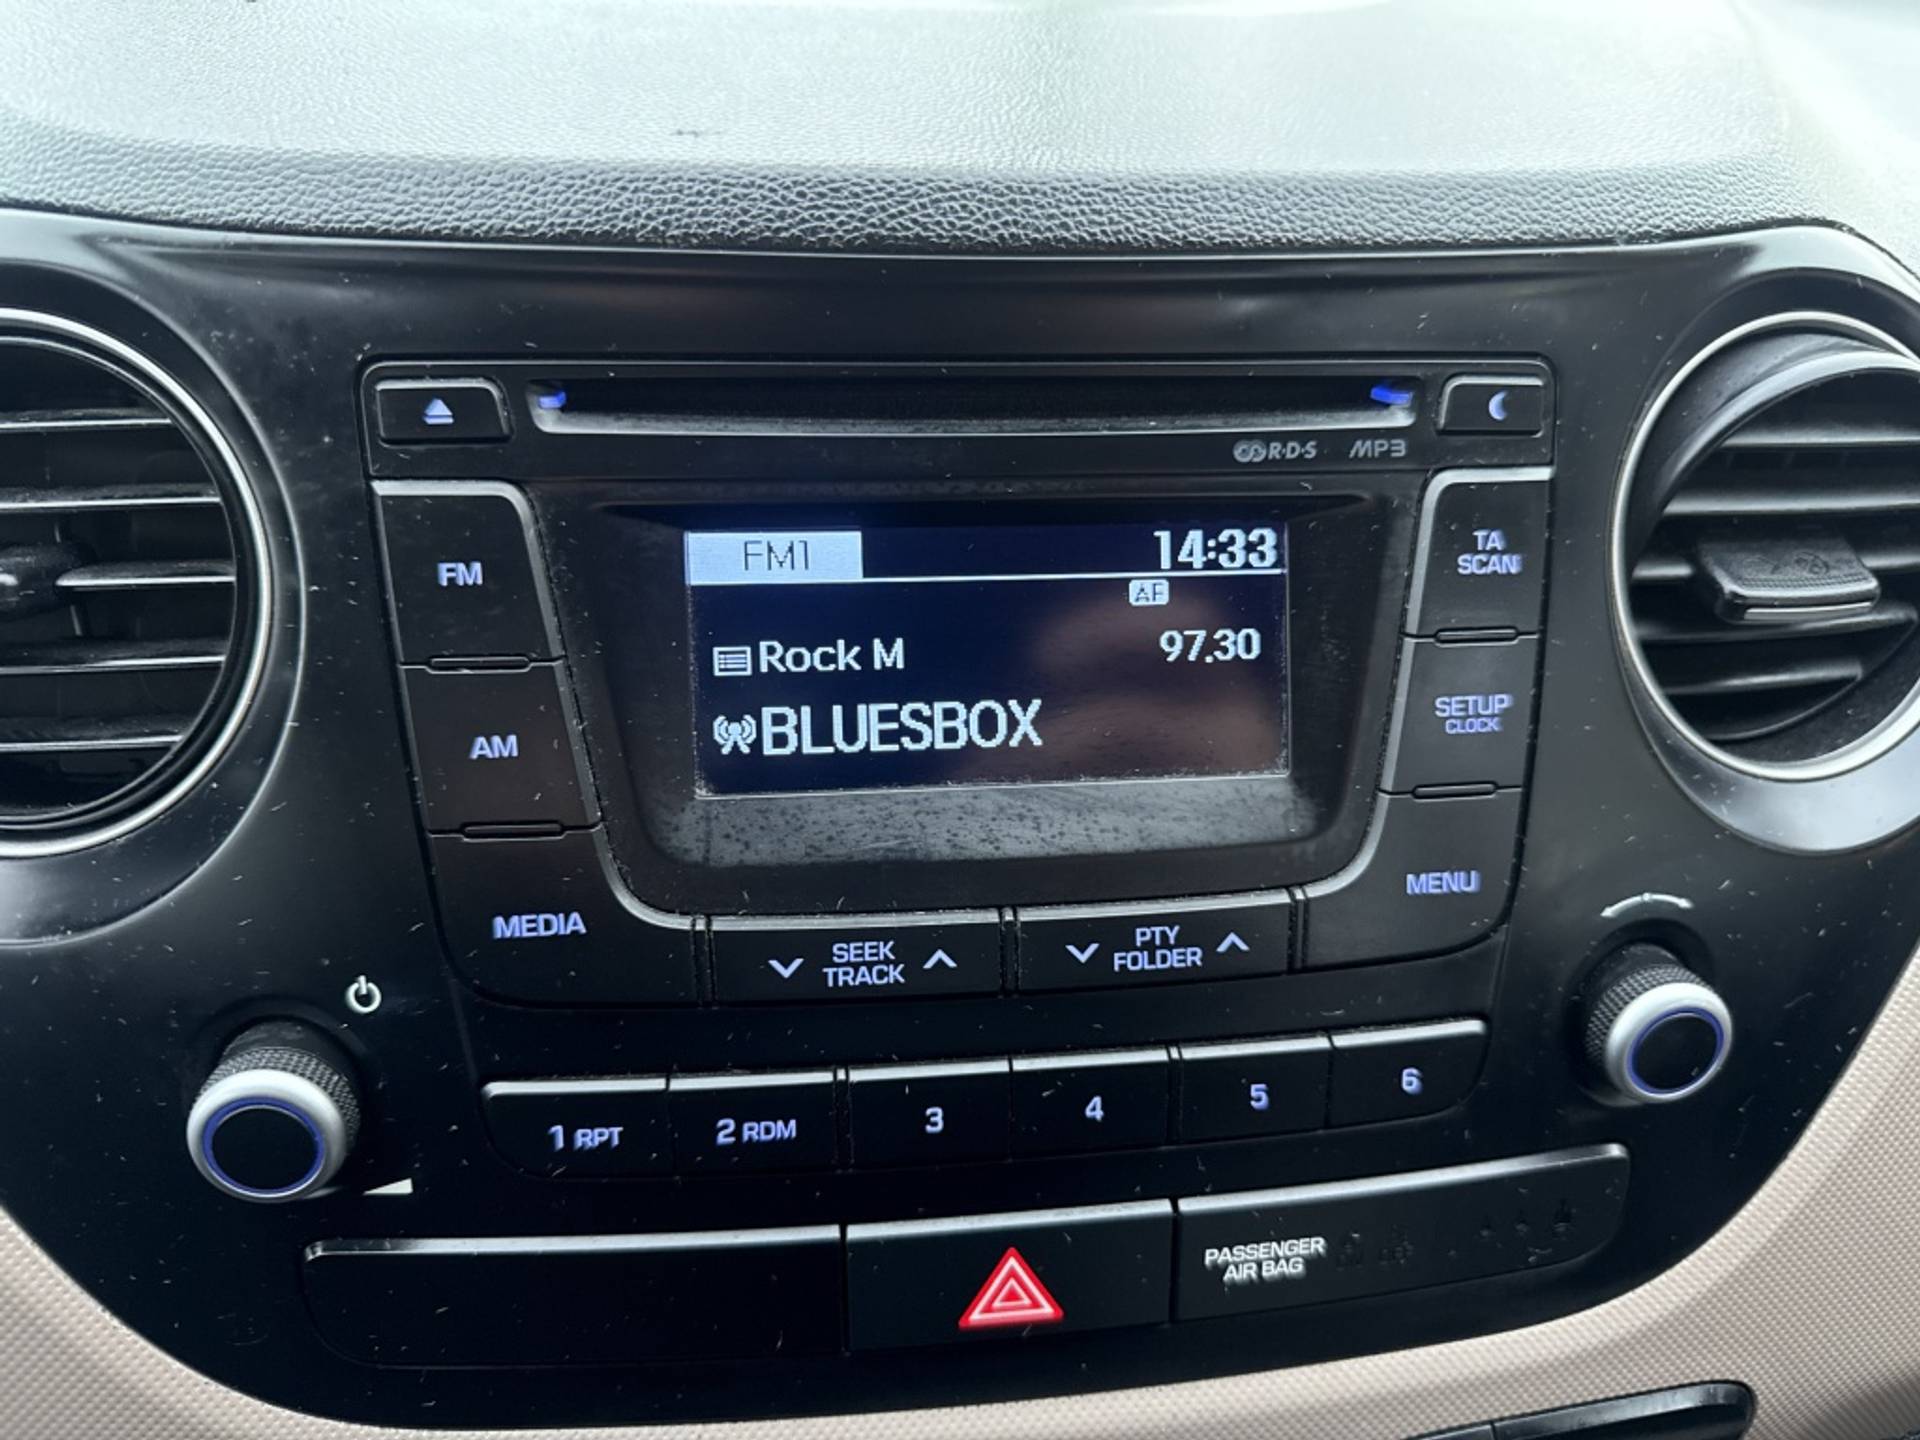 R·D·S MP3
FM1 14:33
AF
Rock M 97.30
BLUESBOX
FM
AM
MEDIA
TA
SCAN
SETUP
CLOCK
MENU
SEEK
TRACK
PTY
FOLDER
1 RPT 2 RDM 3 4 5 6
PASSENGER
AIR BAG